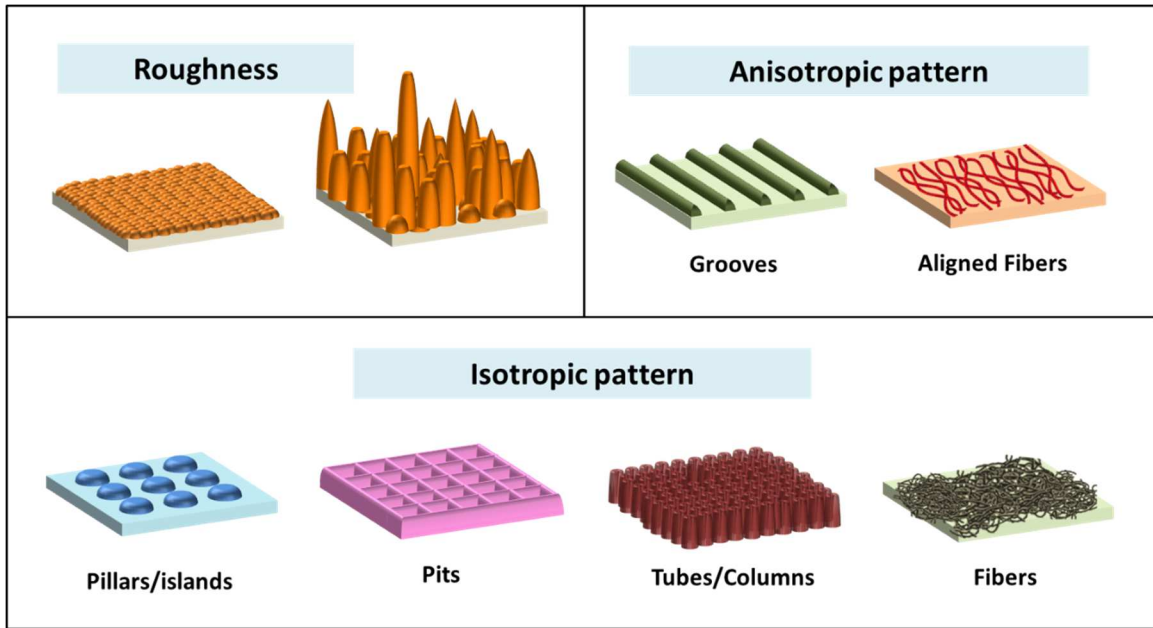 Roughness
Anisotropic pattern
Grooves
Aligned Fibers
Isotropic pattern
Pillars/islands
Pits
Tubes/Columns
Fibers